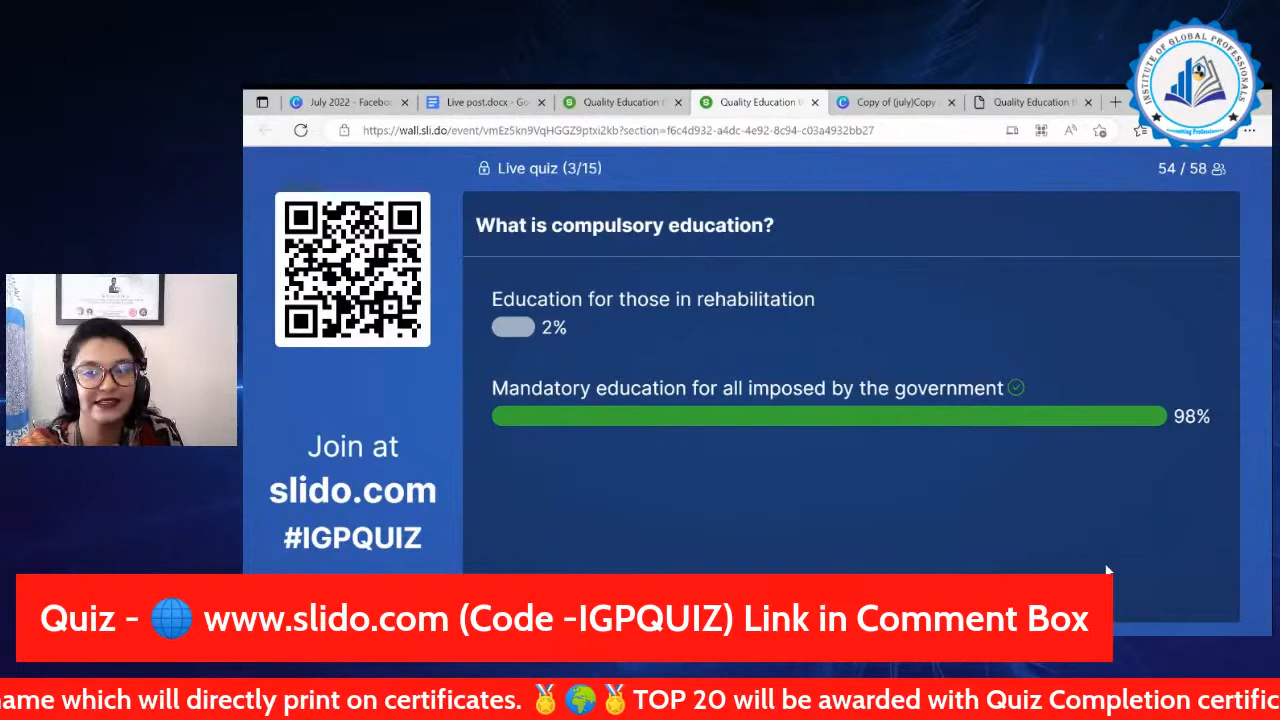 INSTITUTE OF GLOBAL PROFESSIONALS
July 2022 - Faceboo
Live post.docx - Go
Quality Education
Quality Education
Copy of (july)Copy
Quality Education
https://wall.sli.do/event/vmEz5kn9VqHGGZ9ptxi2kb?section=f6c4d932-a4dc-4e92-8c94-c03a4932bb27
Live quiz (3/15)
54 / 58
What is compulsory education?
Education for those in rehabilitation
2%
Mandatory education for all imposed by the government
98%
Join at
slido.com
#IGPQUIZ
Quiz - 🌐 www.slido.com (Code -IGPQUIZ) Link in Comment Box
name which will directly print on certificates. 🏅🌍🏅 TOP 20 will be awarded with Quiz Completion certific